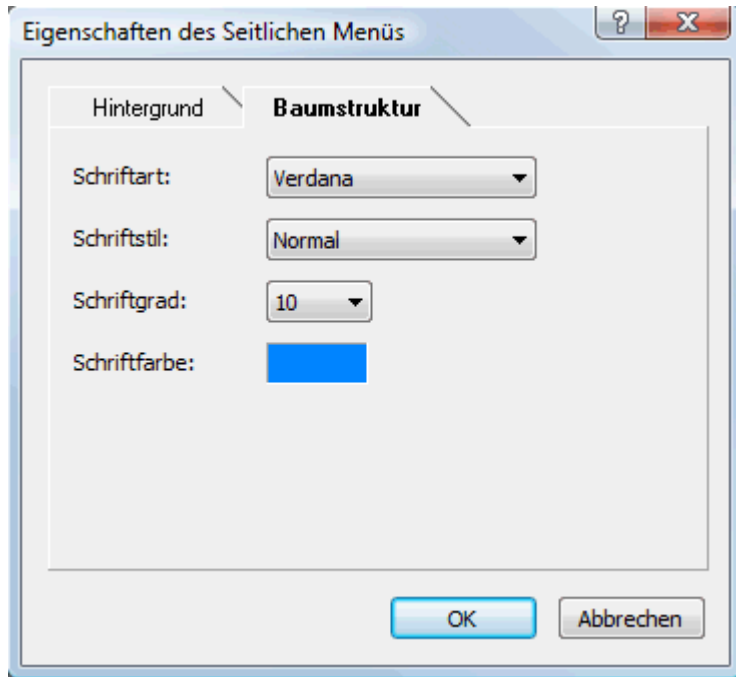 Eigenschaften des Seitlichen Menüs
?
Hintergrund Baumstruktur
Schriftart: Verdana
Schriftstil: Normal
Schriftgrad: 10
Schriftfarbe:
OK Abbrechen